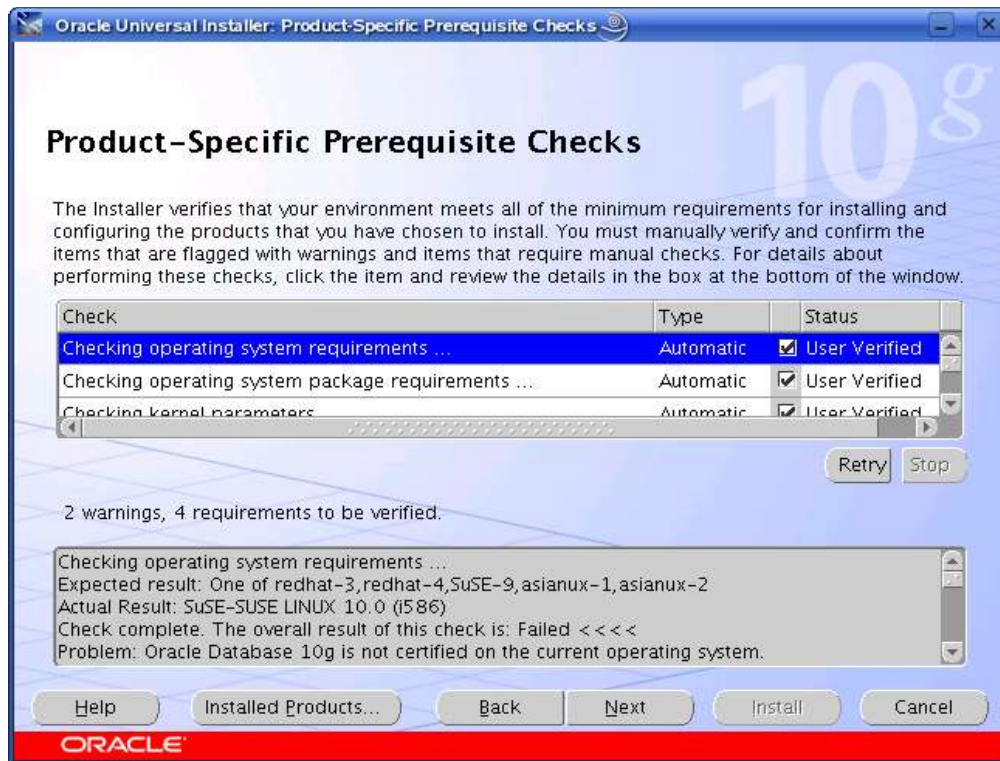 Oracle Universal Installer: Product-Specific Prerequisite Checks
10g
Product-Specific Prerequisite Checks
The Installer verifies that your environment meets all of the minimum requirements for installing and
configuring the products that you have chosen to install. You must manually verify and confirm the
items that are flagged with warnings and items that require manual checks. For details about
performing these checks, click the item and review the details in the box at the bottom of the window.
Check Type Status
Checking operating system requirements ... Automatic User Verified
Checking operating system package requirements ... Automatic User Verified
Checking kernel parameters Automatic User Verified
Retry Stop
2 warnings, 4 requirements to be verified.
Checking operating system requirements ...
Expected result: One of redhat-3,redhat-4,SuSE-9,asianux-1,asianux-2
Actual Result: SuSE-SUSE LINUX 10.0 (i586)
Check complete. The overall result of this check is: Failed <<<<
Problem: Oracle Database 10g is not certified on the current operating system.
Help Installed Products... Back Next Install Cancel
ORACLE